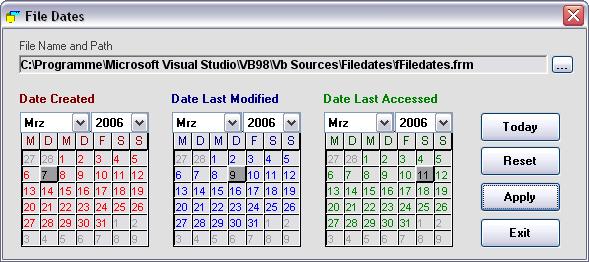 File Dates
File Name and Path
C:\Programme\Microsoft Visual Studio\VB98\Vb Sources\Filedates\fFiledates.frm ...
Date Created Date Last Modified Date Last Accessed
Mrz 2006 Mrz 2006 Mrz 2006 Today
M D M D F S S M D M D F S S M D M D F S S
27 28 1 2 3 4 5 27 28 1 2 3 4 5 27 28 1 2 3 4 5 Reset
6 7 8 9 10 11 12 6 7 8 9 10 11 12 6 7 8 9 10 11 12
13 14 15 16 17 18 19 13 14 15 16 17 18 19 13 14 15 16 17 18 19 Apply
20 21 22 23 24 25 26 20 21 22 23 24 25 26 20 21 22 23 24 25 26
27 28 29 30 31 1 2 27 28 29 30 31 1 2 27 28 29 30 31 1 2 Exit
3 4 5 6 7 8 9 3 4 5 6 7 8 9 3 4 5 6 7 8 9